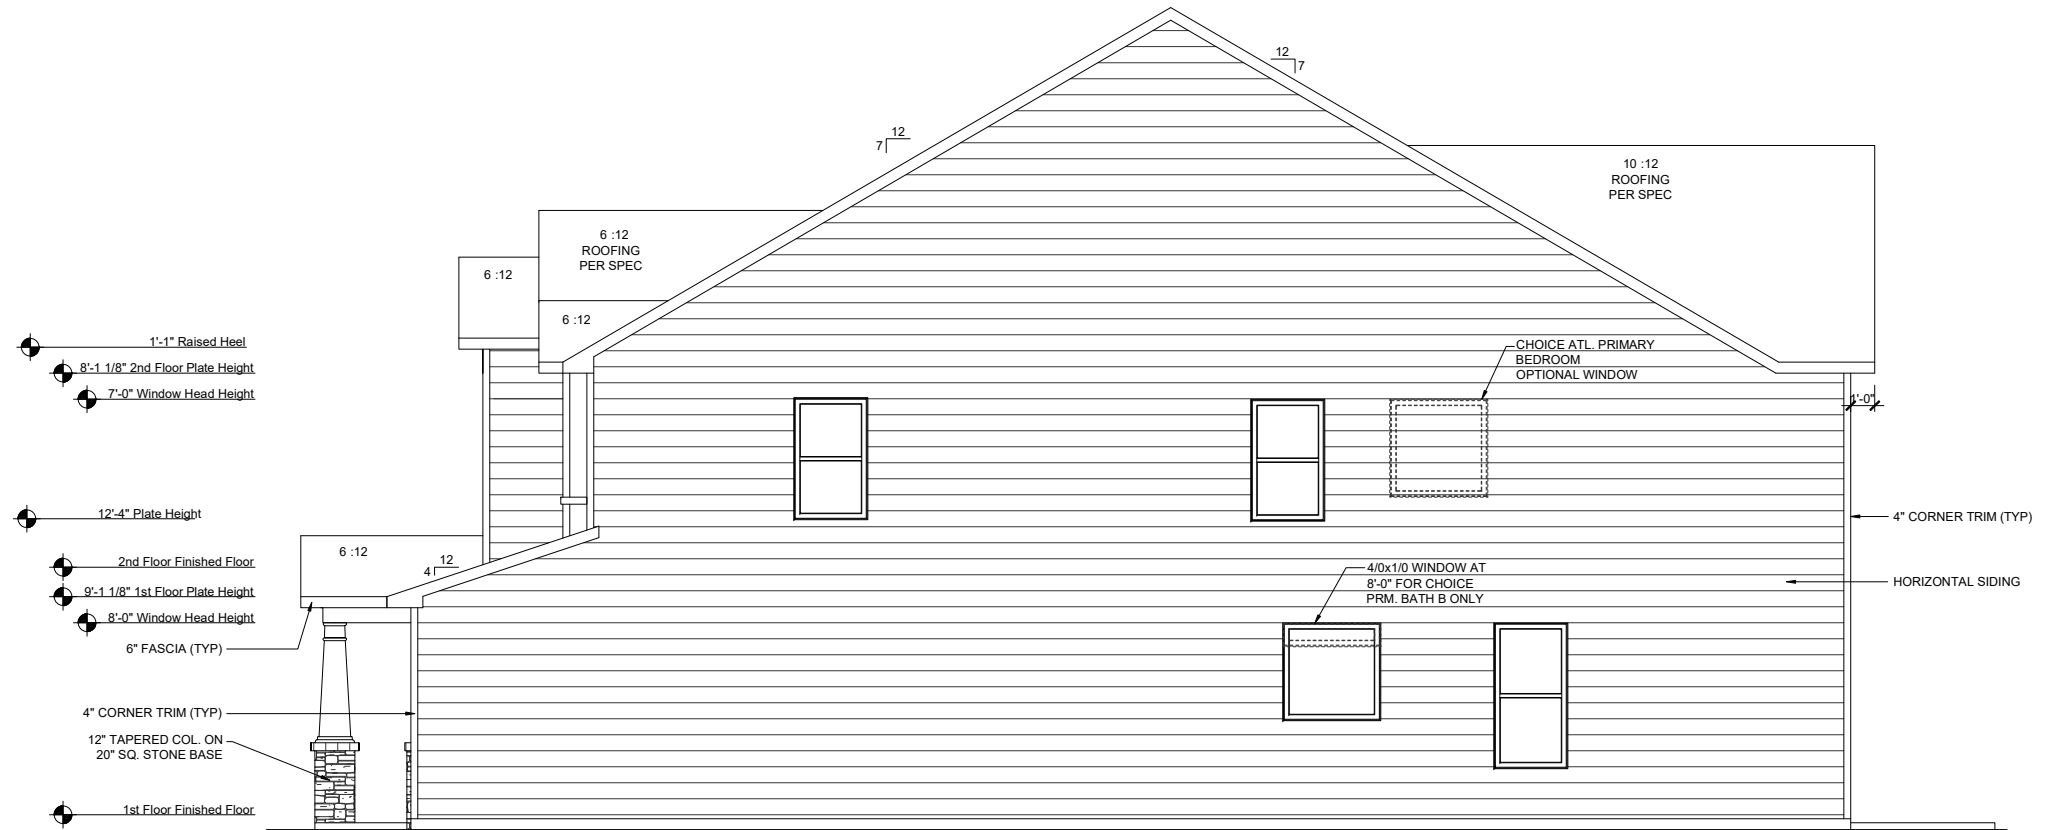 12
7
12
7
10 :12
ROOFING
PER SPEC
6 :12
ROOFING
PER SPEC
6 :12
6 :12
1'-1" Raised Heel
8'-1 1/8" 2nd Floor Plate Height
7'-0" Window Head Height
CHOICE ATL. PRIMARY
BEDROOM
OPTIONAL WINDOW
1'-0"
12'-4" Plate Height
4" CORNER TRIM (TYP)
6 :12
12
4
2nd Floor Finished Floor
9'-1 1/8" 1st Floor Plate Height
8'-0" Window Head Height
4/0x1/0 WINDOW AT
8'-0" FOR CHOICE
PRM. BATH B ONLY
HORIZONTAL SIDING
6" FASCIA (TYP)
4" CORNER TRIM (TYP)
12" TAPERED COL. ON
20" SQ. STONE BASE
1st Floor Finished Floor